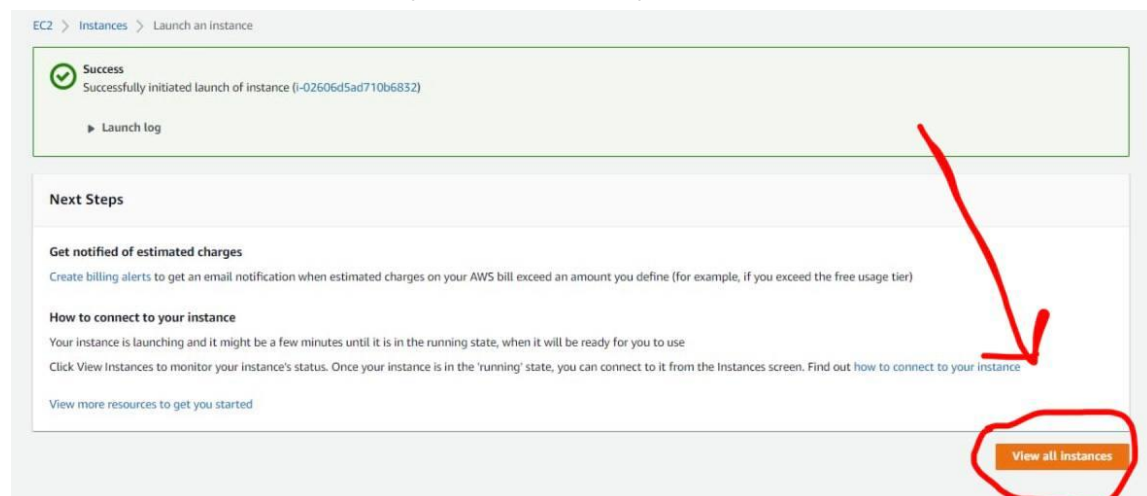 EC2 > Instances > Launch an instance
Success
Successfully initiated launch of instance (i-02606d5ad710b6832)
Launch log
Next Steps
Get notified of estimated charges
Create billing alerts to get an email notification when estimated charges on your AWS bill exceed an amount you define (for example, if you exceed the free usage tier)
How to connect to your instance
Your instance is launching and it might be a few minutes until it is in the running state, when it will be ready for you to use
Click View Instances to monitor your instance's status. Once your instance is in the 'running' state, you can connect to it from the Instances screen. Find out how to connect to your instance
View more resources to get you started
View all instances